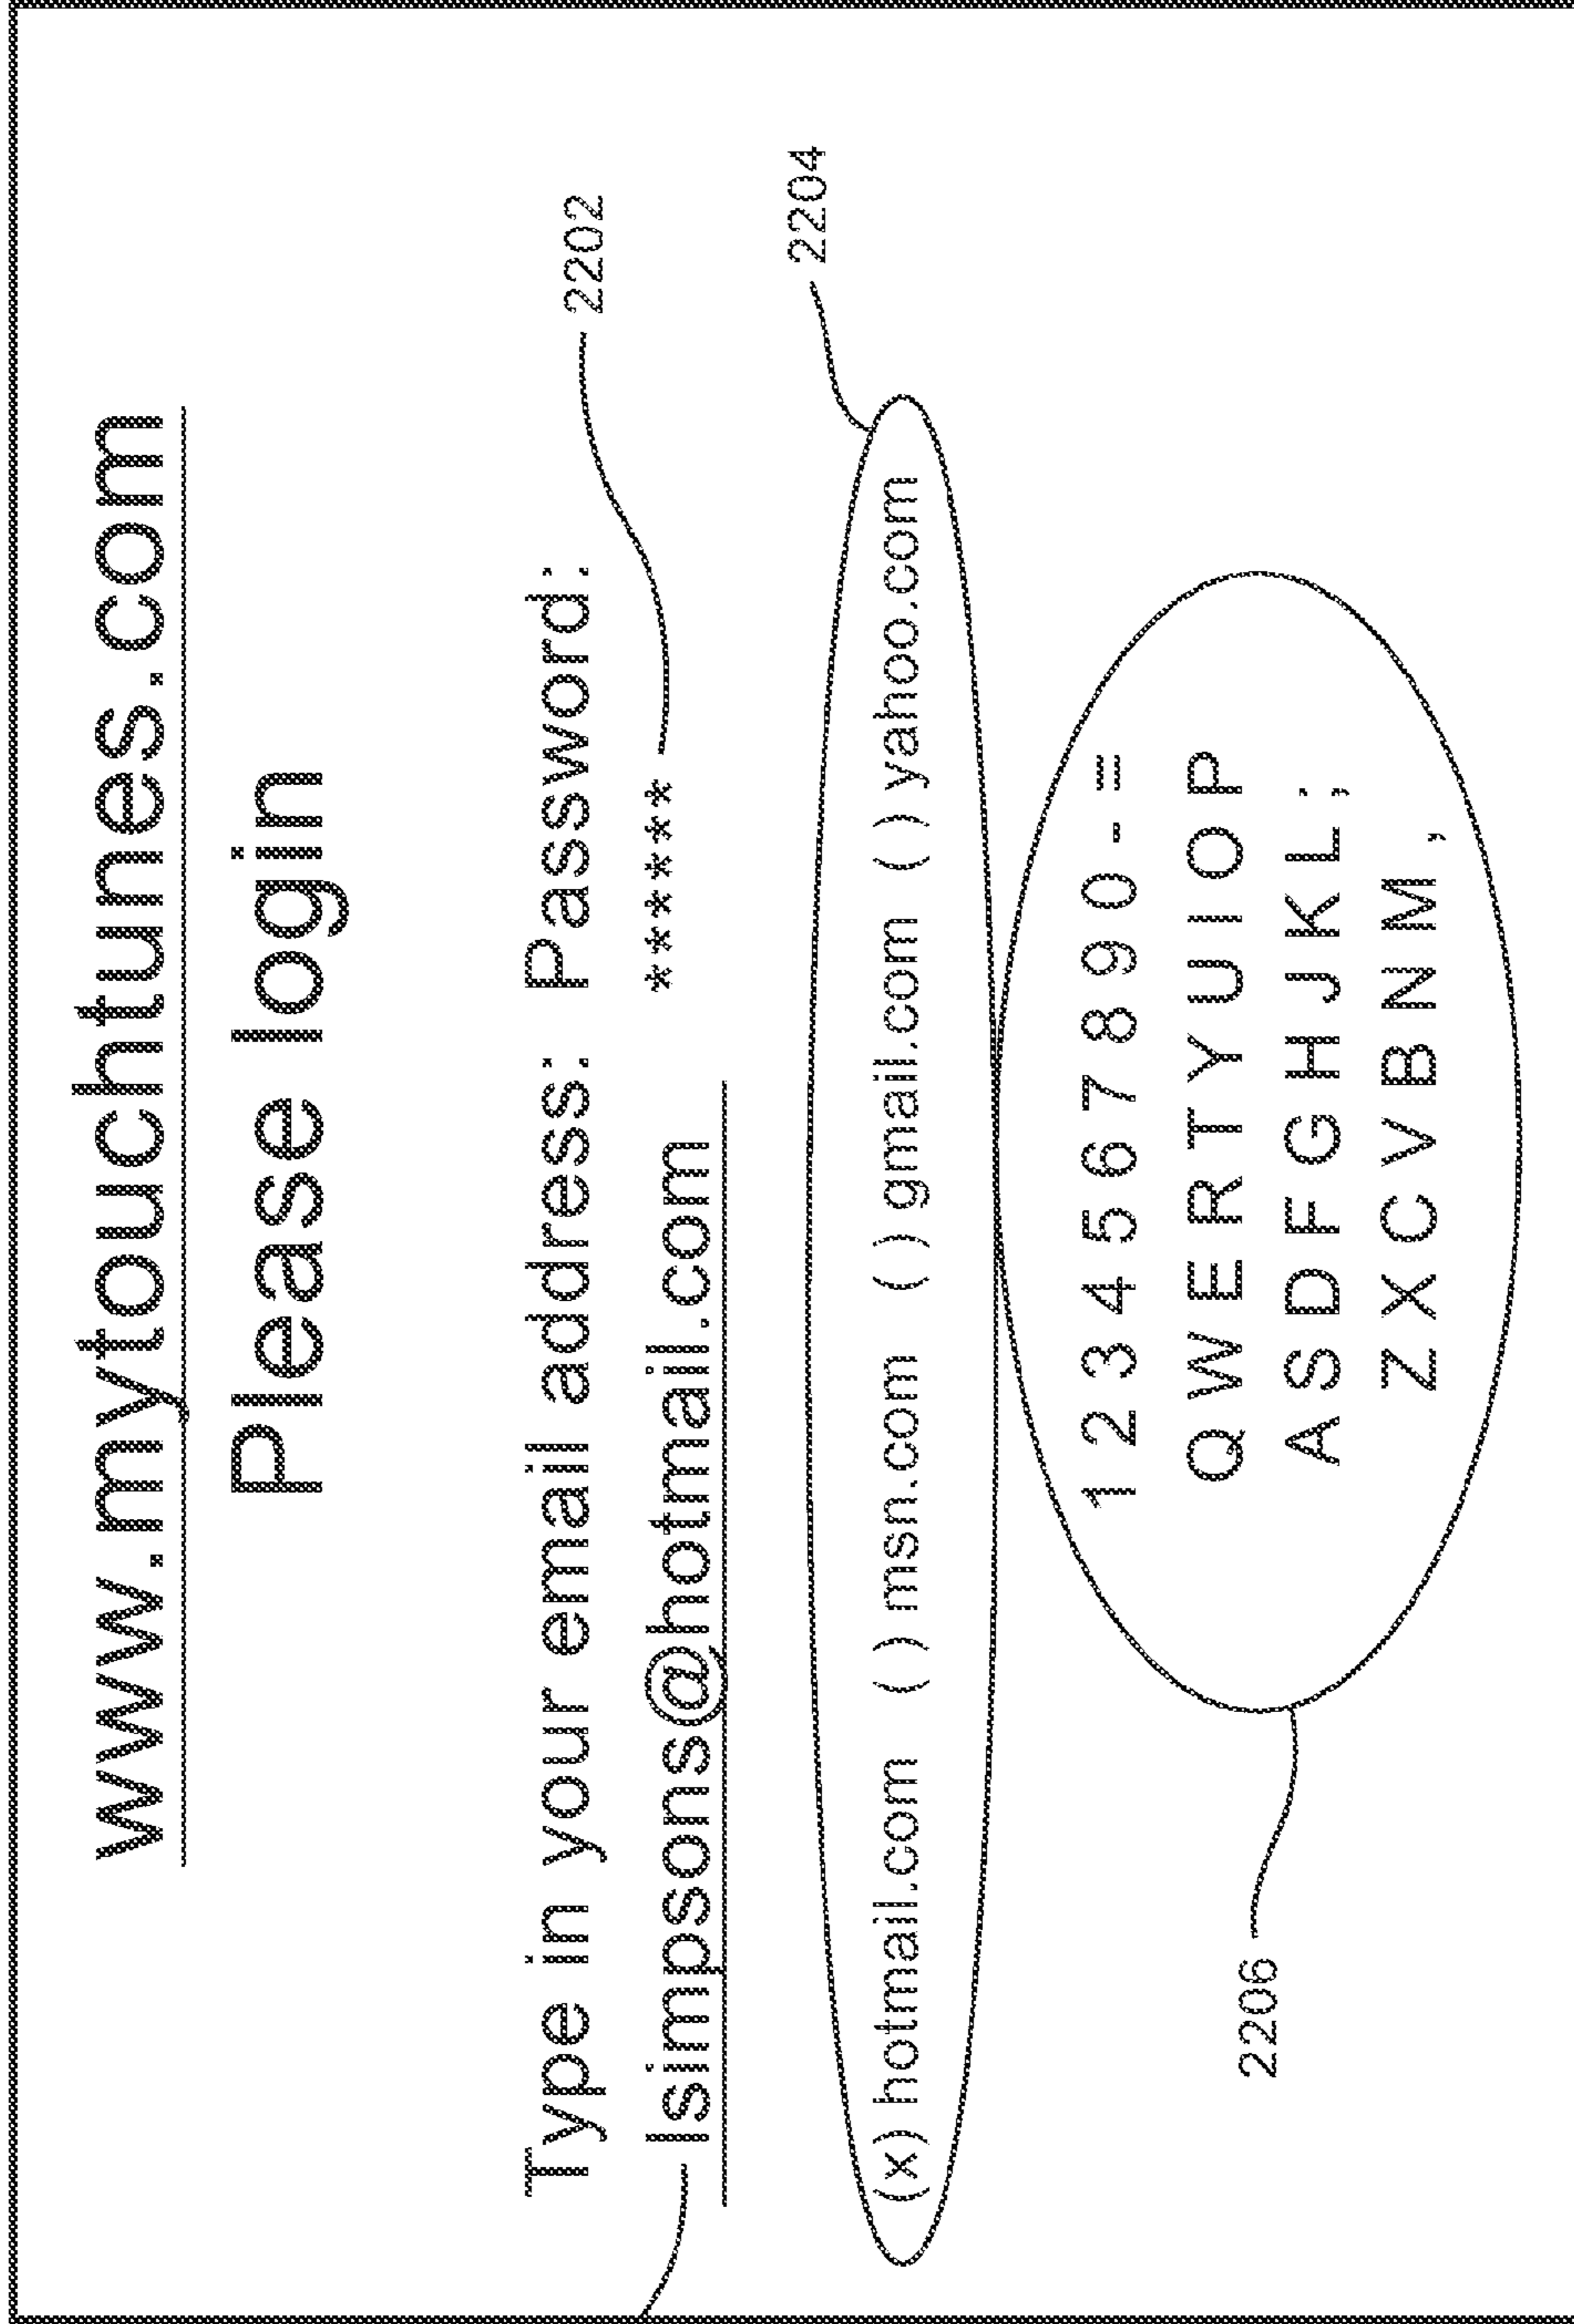 www.mytouchtunes.com
Please login
2202
Type in your email address: Password:
lsimpsons@hotmail.com ******
2204
(x) hotmail.com ( ) msn.com ( ) gmail.com ( ) yahoo.com
1 2 3 4 5 6 7 8 9 0 - =
Q W E R T Y U I O P
A S D F G H J K L ;
Z X C V B N M ,
2206